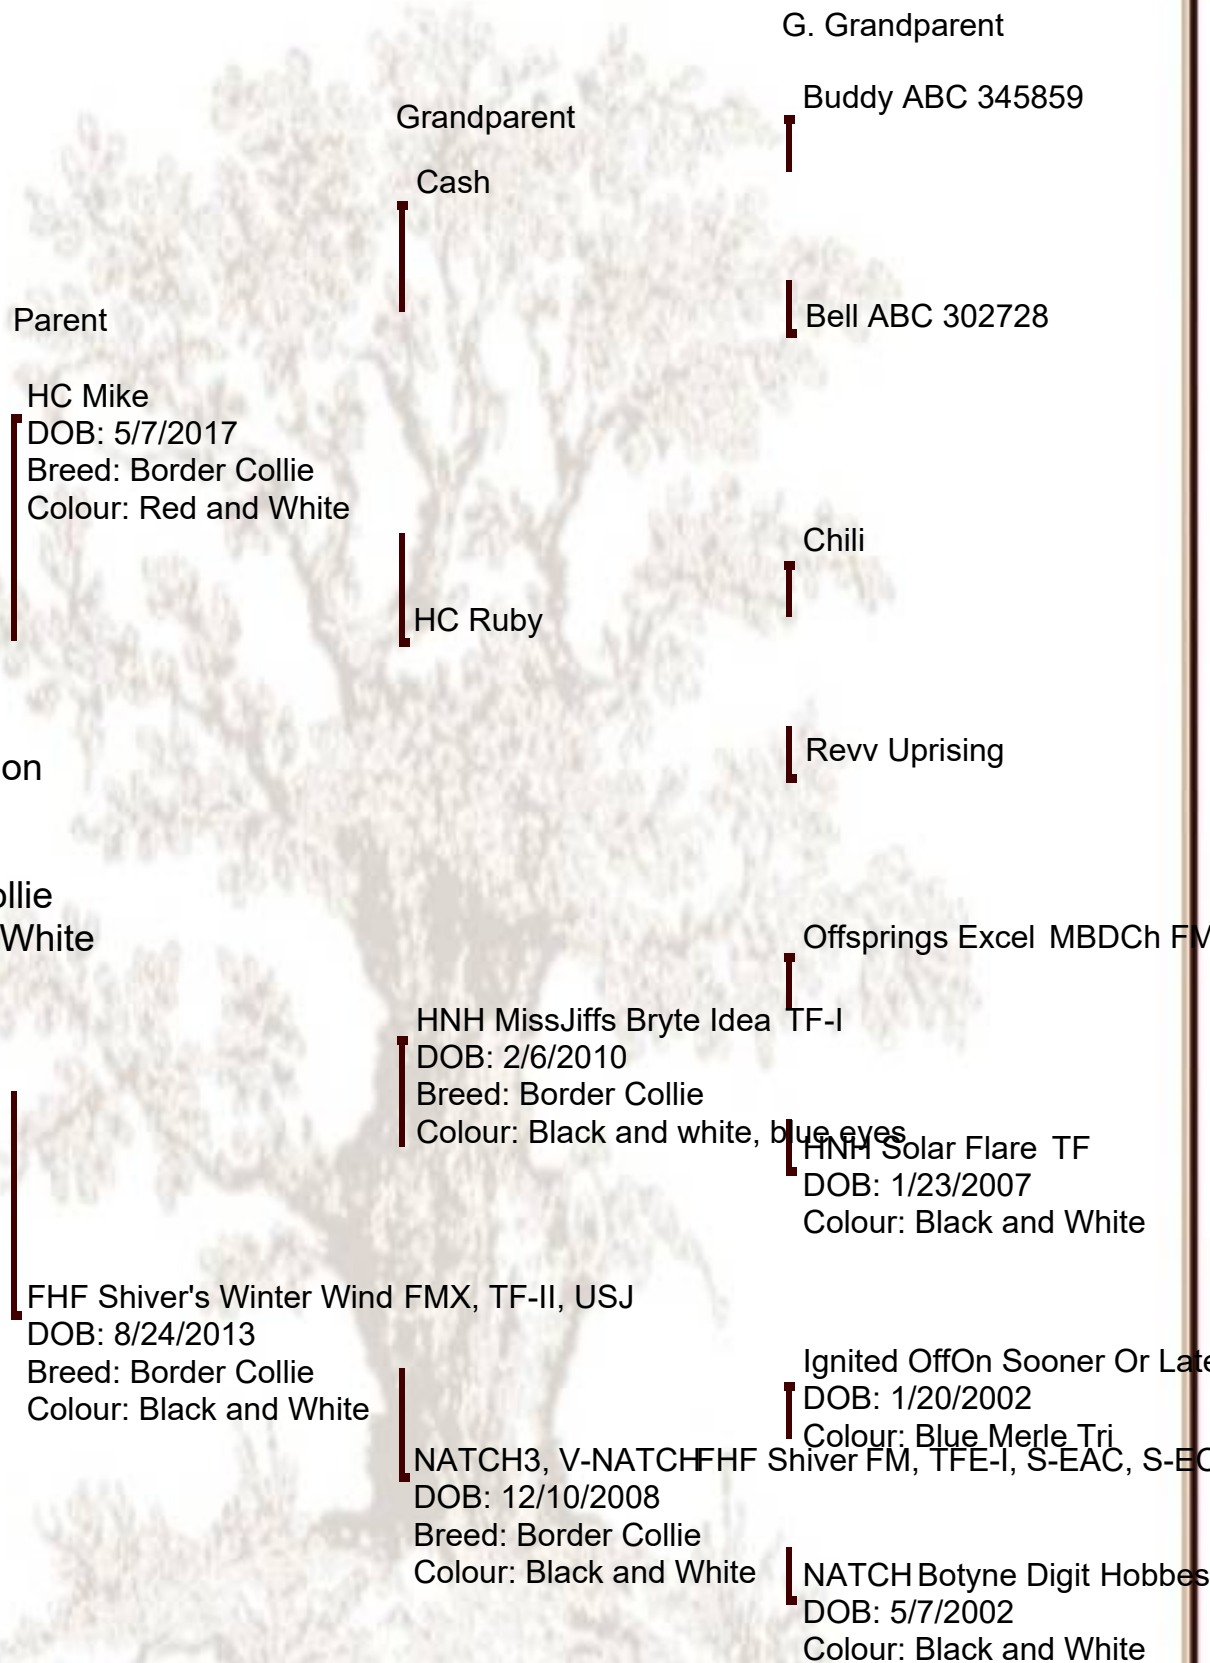 G. Grandparent
Buddy ABC 345859
Grandparent
Cash
Bell ABC 302728
Parent
HC Mike
DOB: 5/7/2017
Breed: Border Collie
Colour: Red and White
Chili
HC Ruby
Revv Uprising
on
ollie
White
Offsprings Excel MBDCh FM
HNH MissJiffs Bryte Idea TF-I
DOB: 2/6/2010
Breed: Border Collie
Colour: Black and white, blue eyes
HNH Solar Flare TF
DOB: 1/23/2007
Colour: Black and White
FHF Shiver's Winter Wind FMX, TF-II, USJ
DOB: 8/24/2013
Breed: Border Collie
Colour: Black and White
Ignited OffOn Sooner Or Late
DOB: 1/20/2002
Colour: Blue Merle Tri
NATCH3, V-NATCH FHF Shiver FM, TFE-I, S-EAC, S-EC
DOB: 12/10/2008
Breed: Border Collie
Colour: Black and White
NATCH Botyne Digit Hobbes
DOB: 5/7/2002
Colour: Black and White